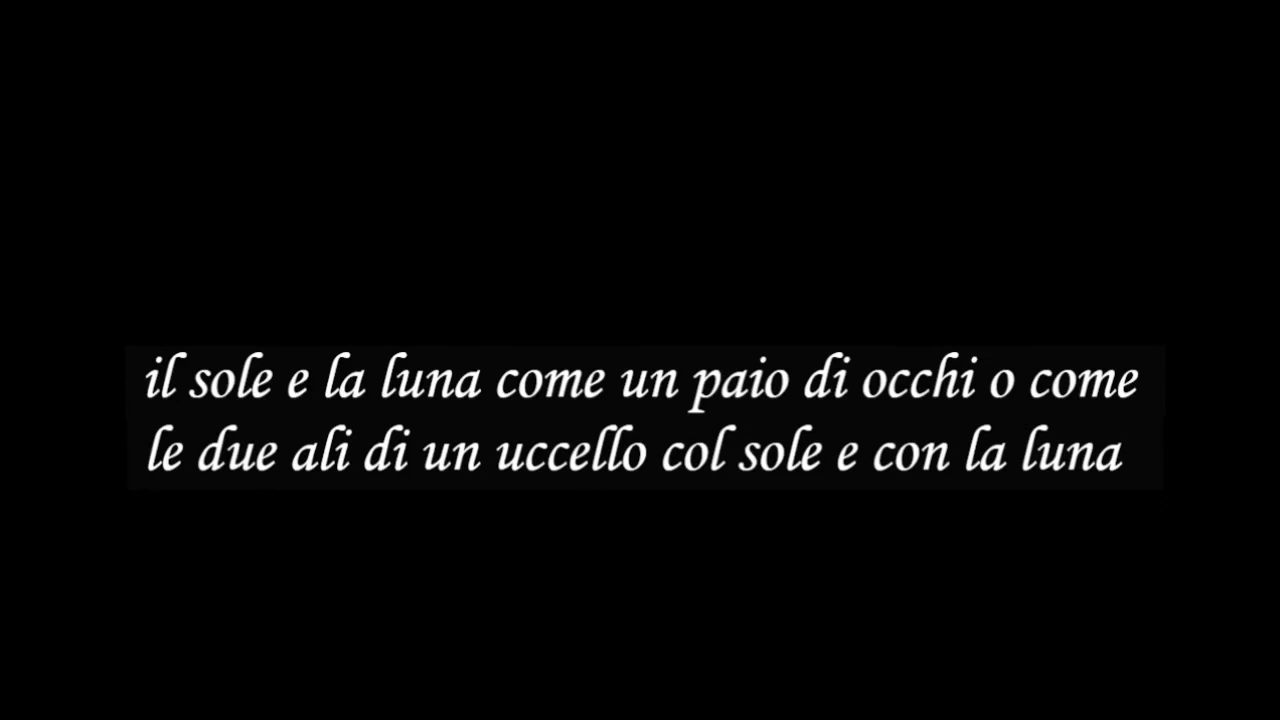 il sole e la luna come un paio di occhi o come
le due ali di un uccello col sole e con la luna